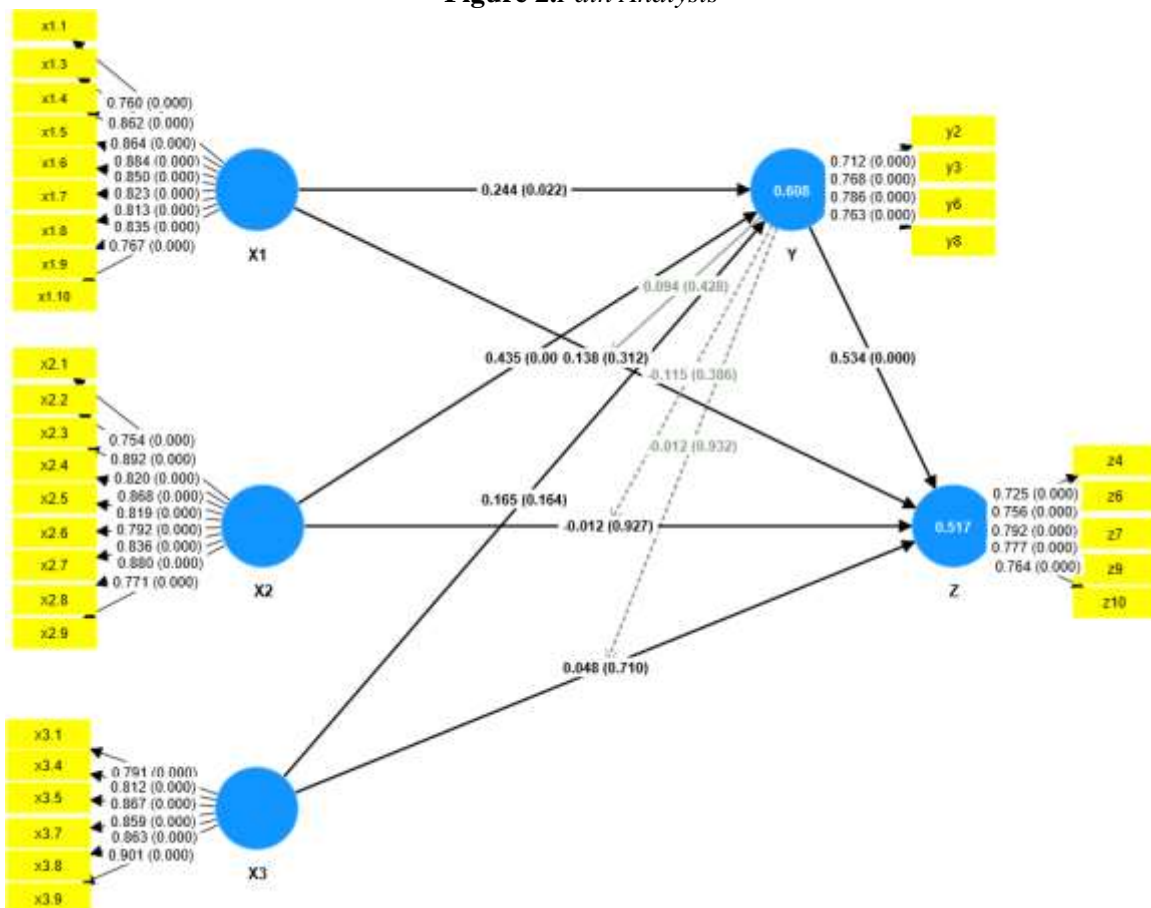 Figure 2. Path Analysis
x1.1
x1.3
x1.4
x1.5
x1.6
x1.7
x1.8
x1.9
x1.10
0.760 (0.000)
0.862 (0.000)
0.864 (0.000)
0.884 (0.000)
0.850 (0.000)
0.823 (0.000)
0.813 (0.000)
0.835 (0.000)
0.767 (0.000)
X1
0.244 (0.022)
0.608
Y
0.712 (0.000)
0.768 (0.000)
0.786 (0.000)
0.763 (0.000)
y2
y3
y6
y8
0.094 (0.428)
0.435 (0.00
0.138 (0.312)
-0.115 (0.386)
0.534 (0.000)
-0.012 (0.932)
x2.1
x2.2
x2.3
x2.4
x2.5
x2.6
x2.7
x2.8
x2.9
0.754 (0.000)
0.892 (0.000)
0.820 (0.000)
0.868 (0.000)
0.819 (0.000)
0.792 (0.000)
0.836 (0.000)
0.880 (0.000)
0.771 (0.000)
X2
0.165 (0.164)
-0.012 (0.927)
0.517
Z
0.725 (0.000)
0.756 (0.000)
0.792 (0.000)
0.777 (0.000)
0.764 (0.000)
z4
z6
z7
z9
z10
0.048 (0.710)
x3.1
x3.4
x3.5
x3.7
x3.8
x3.9
0.791 (0.000)
0.812 (0.000)
0.867 (0.000)
0.859 (0.000)
0.863 (0.000)
0.901 (0.000)
X3